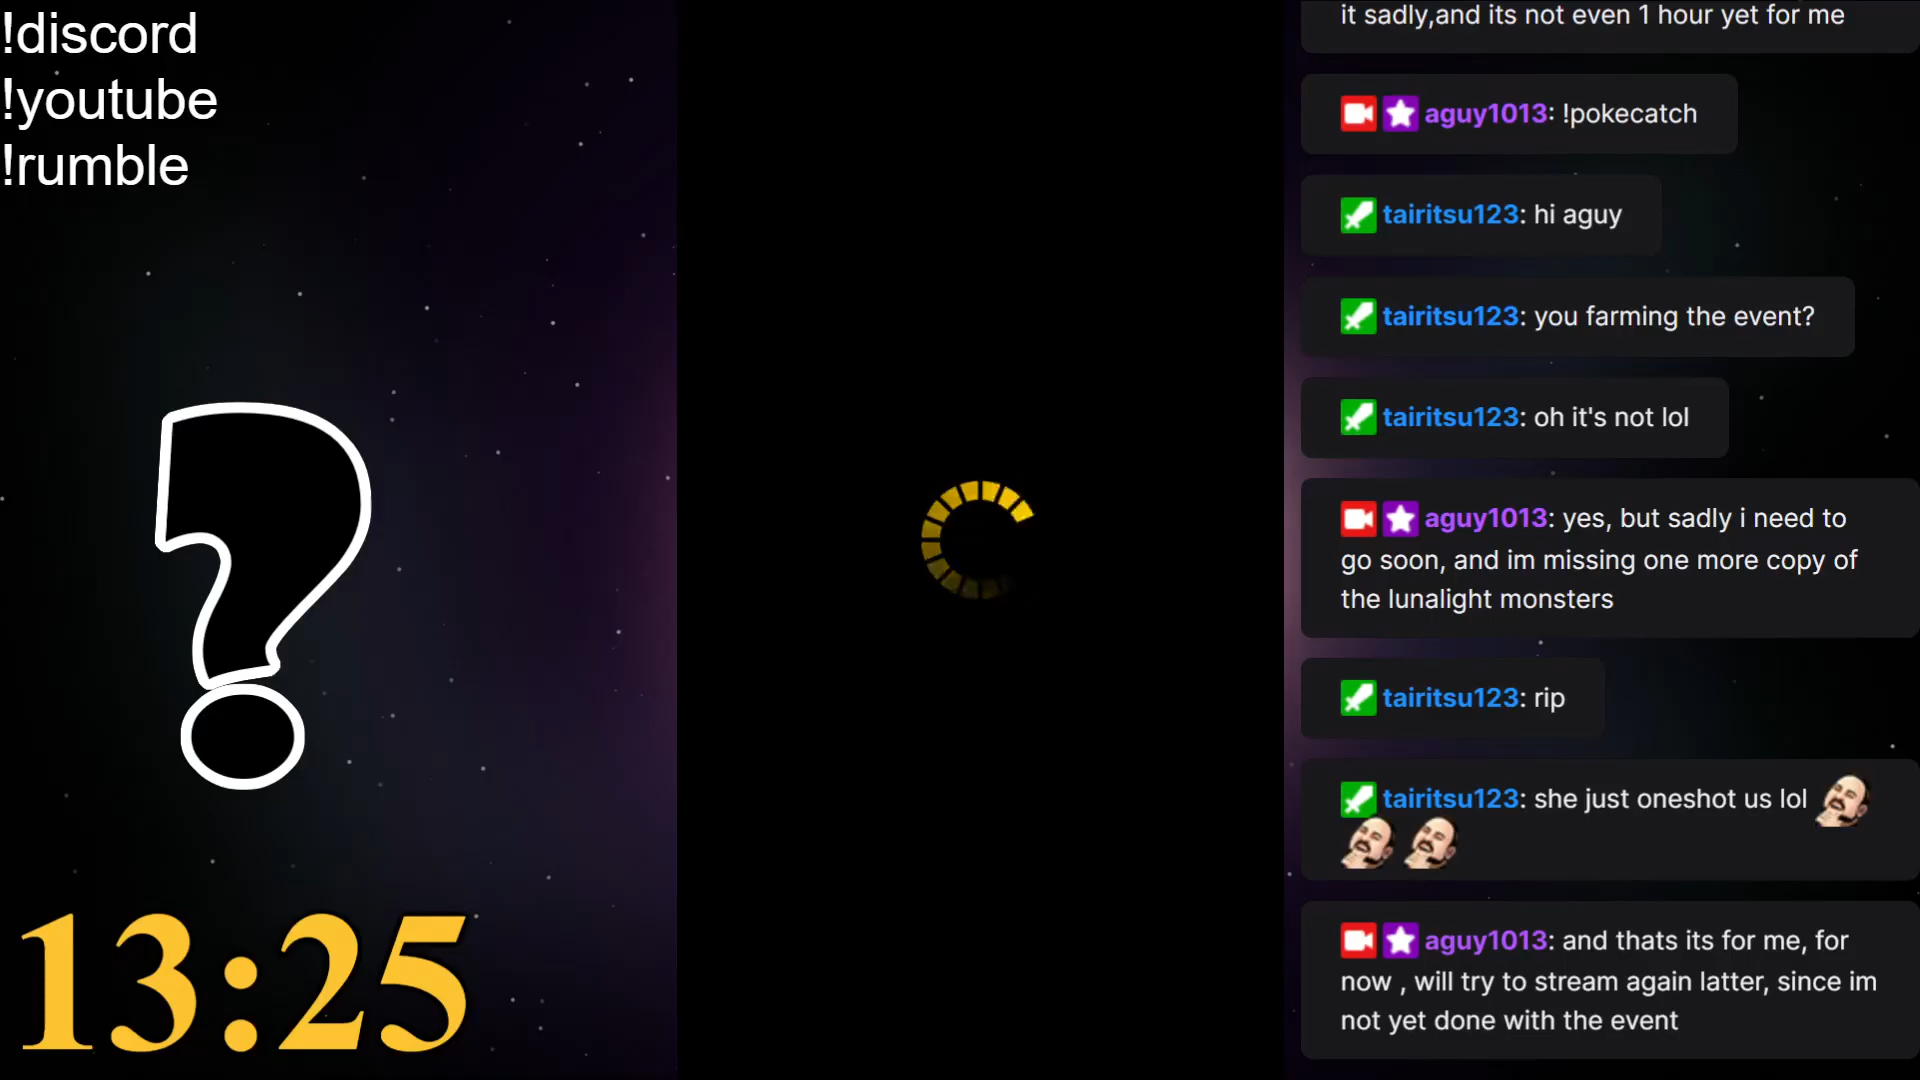 !discord
!youtube
!rumble
?
13:25
it sadly,and its not even 1 hour yet for me
aguy1013: !pokecatch
tairitsu123: hi aguy
tairitsu123: you farming the event?
tairitsu123: oh it's not lol
aguy1013: yes, but sadly i need to
go soon, and im missing one more copy of
the lunalight monsters
tairitsu123: rip
tairitsu123: she just oneshot us lol
aguy1013: and thats its for me, for
now , will try to stream again latter, since im
not yet done with the event